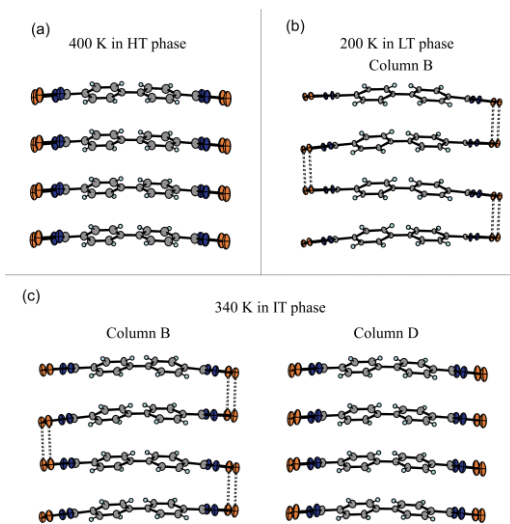 (a)
400 K in HT phase
(b)
200 K in LT phase
Column B
(c)
340 K in IT phase
Column B
Column D